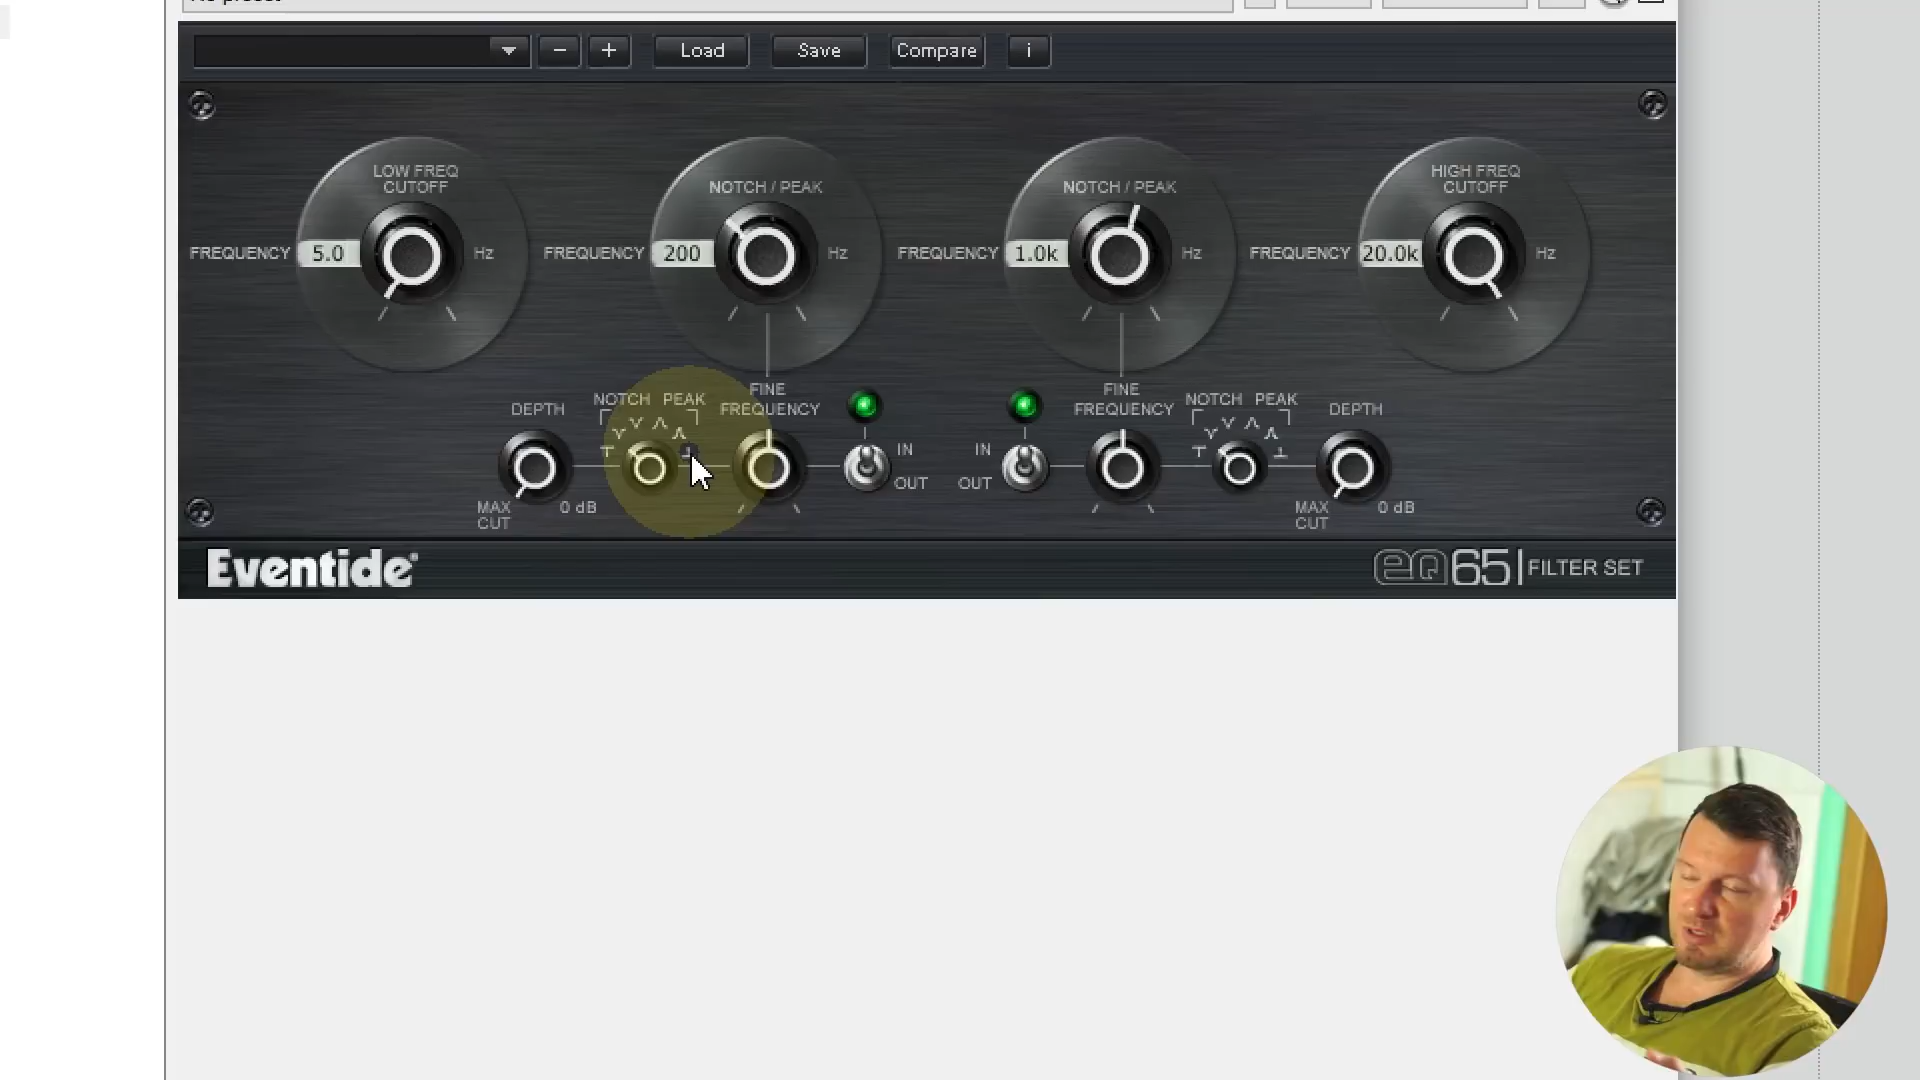 Load Save Compare i
LOW FREQ
CUTOFF
NOTCH / PEAK
NOTCH / PEAK
HIGH FREQ
CUTOFF
FREQUENCY 5.0 Hz
FREQUENCY 200 Hz
FREQUENCY 1.0k Hz
FREQUENCY 20.0k Hz
DEPTH
NOTCH PEAK
FINE
FREQUENCY
IN
OUT
MAX
CUT
0 dB
IN
OUT
FINE
FREQUENCY
NOTCH PEAK
DEPTH
MAX
CUT
0 dB
Eventide
EQ65 | FILTER SET